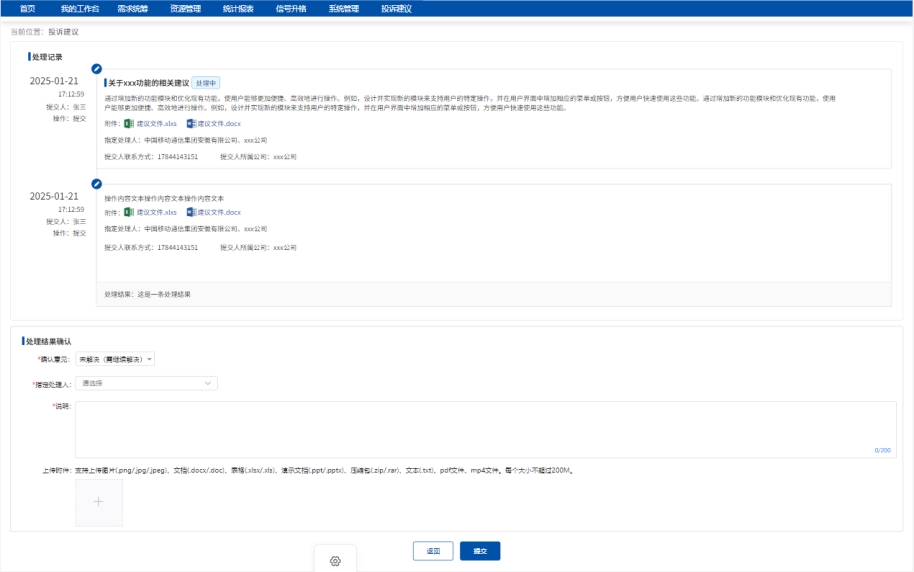 首页 我的工作台 需求统筹 资源管理 统计报表 信号升格 系统管理 投诉建议
当前位置：投诉建议
处理记录
2025-01-21
17:12:59
提交人：张三
操作：提交
关于xxx功能的相关建议 处理中
通过增加新的功能模块和优化现有功能，使用户能够更加便捷、高效地进行操作。例如，设计并实现新的模块来支持用户的特定操作，并在用户界面中增加相应的菜单或按钮，方便用户快速使用这些功能。通过增加新的功能模块和优化现有功能，使用
户能够更加便捷、高效地进行操作。例如，设计并实现新的模块来支持用户的特定操作，并在用户界面中增加相应的菜单或按钮，方便用户快速使用这些功能。
附件： 建议文件.xlxs 建议文件.docx
指定处理人：中国移动通信集团安徽有限公司、xxx公司
提交人联系方式：17844143151 提交人所属公司：xxx公司
2025-01-21
17:12:59
提交人：张三
操作：提交
操作内容文本操作内容文本操作内容文本
附件： 建议文件.xlxs 建议文件.docx
指定处理人：中国移动通信集团安徽有限公司、xxx公司
提交人联系方式：17844143151 提交人所属公司：xxx公司
处理结果：这是一条处理结果
处理结果确认
*确认意见： 未解决（需继续解决）
*指定处理人： 请选择
*说明：
0/200
上传附件：支持上传图片(.png/.jpg/.jpeg)、文档(.docx/.doc)、表格(.xlsx/.xls)、演示文档(.ppt/.pptx)、压缩包(.zip/.rar)、文本(.txt)、pdf文件、mp4文件。每个大小不超过200M。
返回 提交